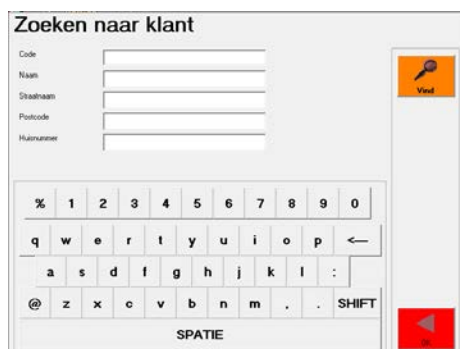 Zoeken naar klant
Code
Naam
Straatnaam
Postcode
Huisnummer
Vind
% 1 2 3 4 5 6 7 8 9 0
q w e r t y u i o p <—
a s d f g h j k l :
@ z x c v b n m , . SHIFT
SPATIE
OK